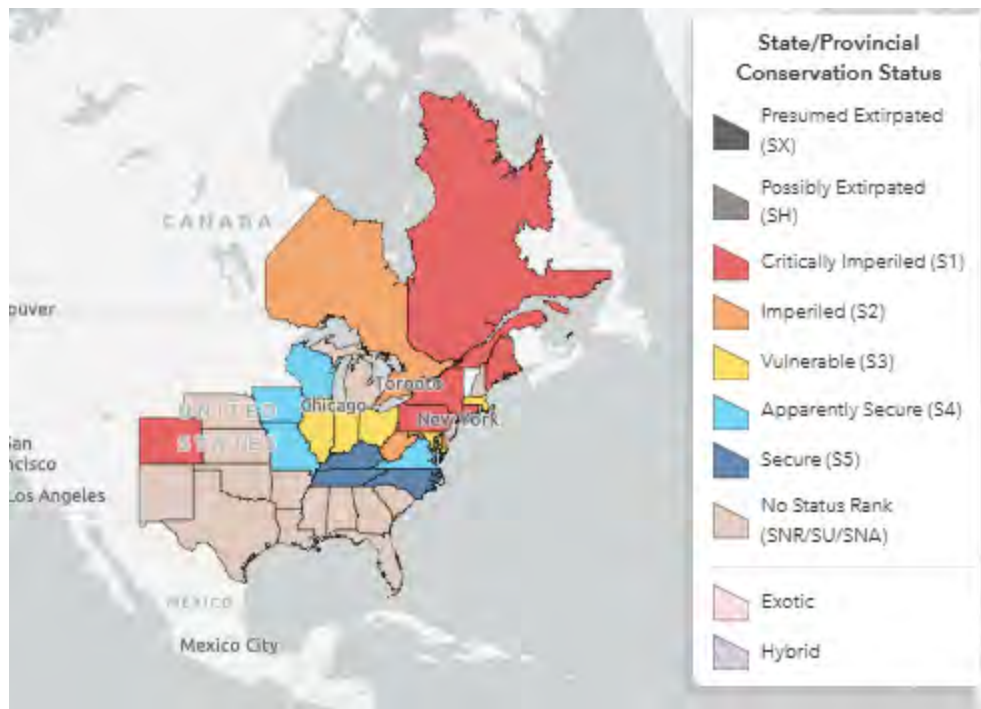 State/Provincial
Conservation Status
Presumed Extirpated
(SX)
Possibly Extirpated
(SH)
Critically Imperiled (S1)
Imperiled (S2)
Vulnerable (S3)
Apparently Secure (S4)
Secure (S5)
No Status Rank
(SNR/SU/SNA)
Exotic
Hybrid
CANADA
ouver
Toronto
Chicago
UNITED
New York
STATES
San
ncisco
Los Angeles
MEXICO
Mexico City